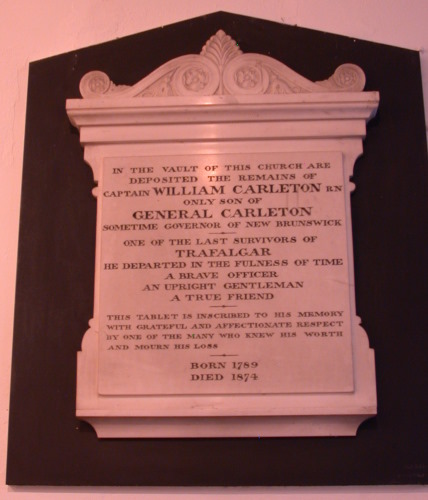 IN THE VAULT OF THIS CHURCH ARE
DEPOSITED THE REMAINS OF
CAPTAIN WILLIAM CARLETON RN
ONLY SON OF
GENERAL CARLETON
SOMETIME GOVERNOR OF NEW BRUNSWICK
ONE OF THE LAST SURVIVORS OF
TRAFALGAR
HE DEPARTED IN THE FULNESS OF TIME
A BRAVE OFFICER
AN UPRIGHT GENTLEMAN
A TRUE FRIEND
THIS TABLET IS INSCRIBED TO HIS MEMORY
WITH GRATEFUL AND AFFECTIONATE RESPECT
BY ONE OF THE MANY WHO KNEW HIS WORTH
AND MOURN HIS LOSS
BORN 1789
DIED 1874